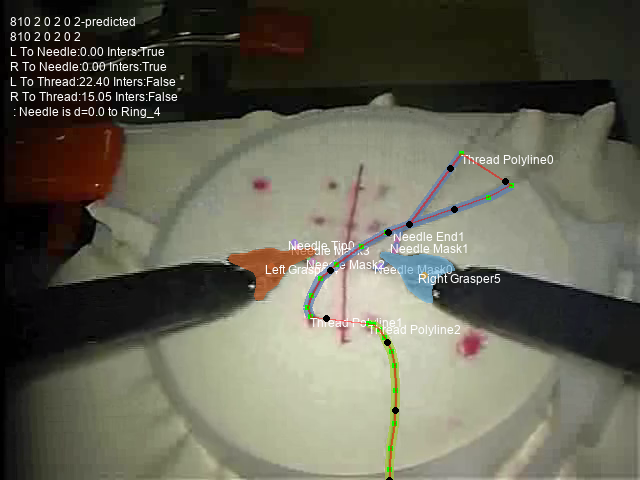 810 2 0 2 0 2-predicted
810 2 0 2 0 2
L To Needle:0.00 Inters:True
R To Needle:0.00 Inters:True
L To Thread:22.40 Inters:False
R To Thread:15.05 Inters:False
: Needle is d=0.0 to Ring_4
Thread Polyline0
Needle End1
Needle Tip0
Needle Mask1
Needle Mask2
Left Grasper
Needle Mask0
Right Grasper5
Thread Polyline1
Thread Polyline2